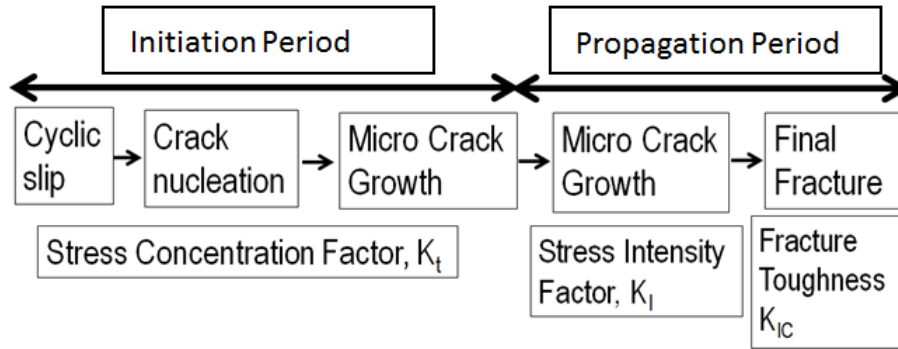 Initiation Period
Propagation Period
Cyclic
slip
Crack
nucleation
Micro Crack
Growth
Micro Crack
Growth
Final
Fracture
Stress Concentration Factor, Kt
Stress Intensity
Factor, KI
Fracture
Toughness
KIC